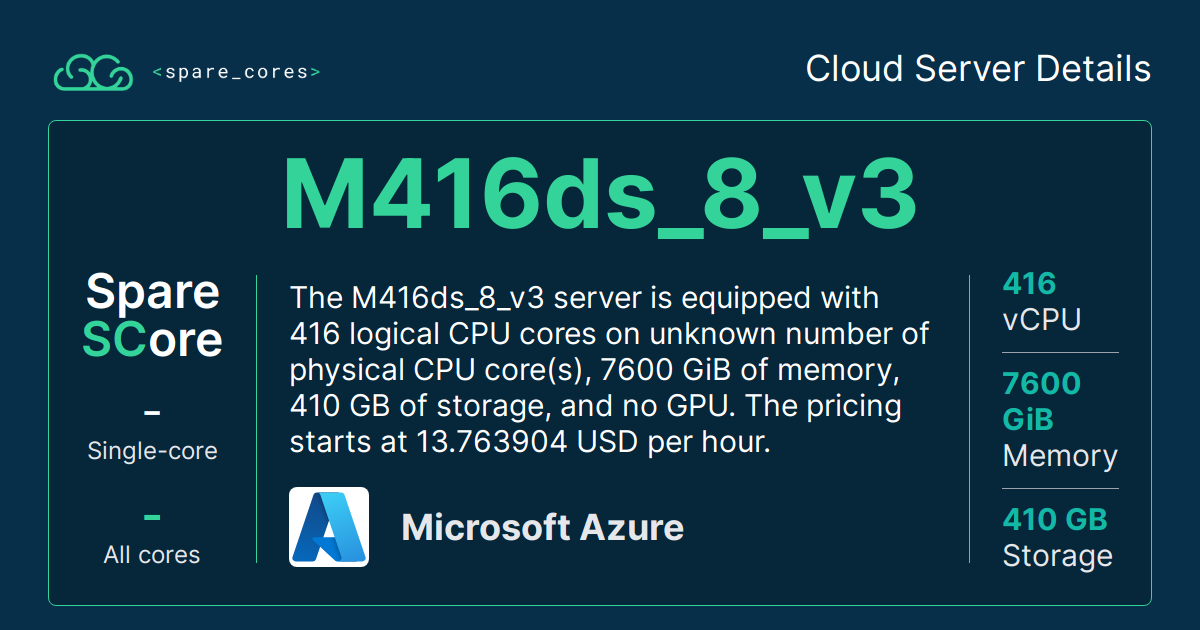 <spare_cores>
Cloud Server Details
M416ds_8_v3
Spare
SCore
–
Single-core
–
All cores
The M416ds_8_v3 server is equipped with
416 logical CPU cores on unknown number of
physical CPU core(s), 7600 GiB of memory,
410 GB of storage, and no GPU. The pricing
starts at 13.763904 USD per hour.
Microsoft Azure
416
vCPU
7600
GiB
Memory
410 GB
Storage